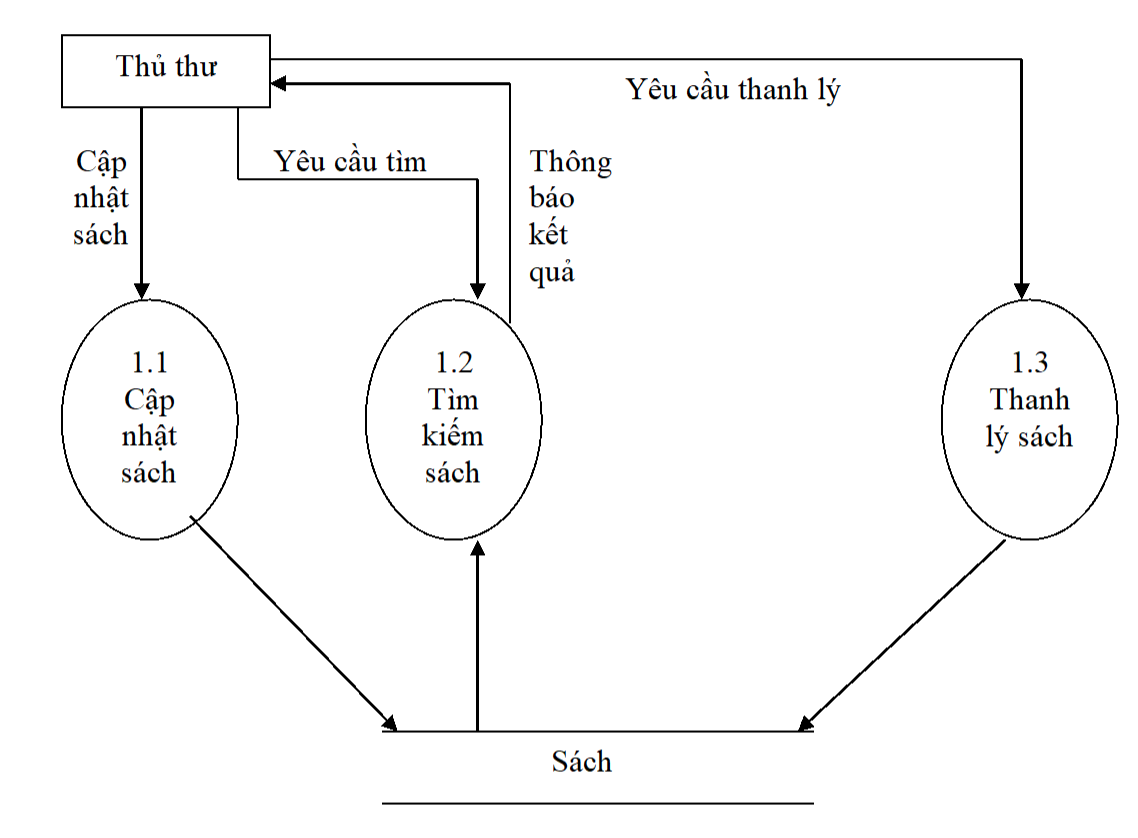 Thủ thư
Yêu cầu thanh lý
Cập
nhật
sách
Yêu cầu tìm
Thông
báo
kết
quả
1.1
Cập
nhật
sách
1.2
Tìm
kiếm
sách
1.3
Thanh
lý sách
Sách